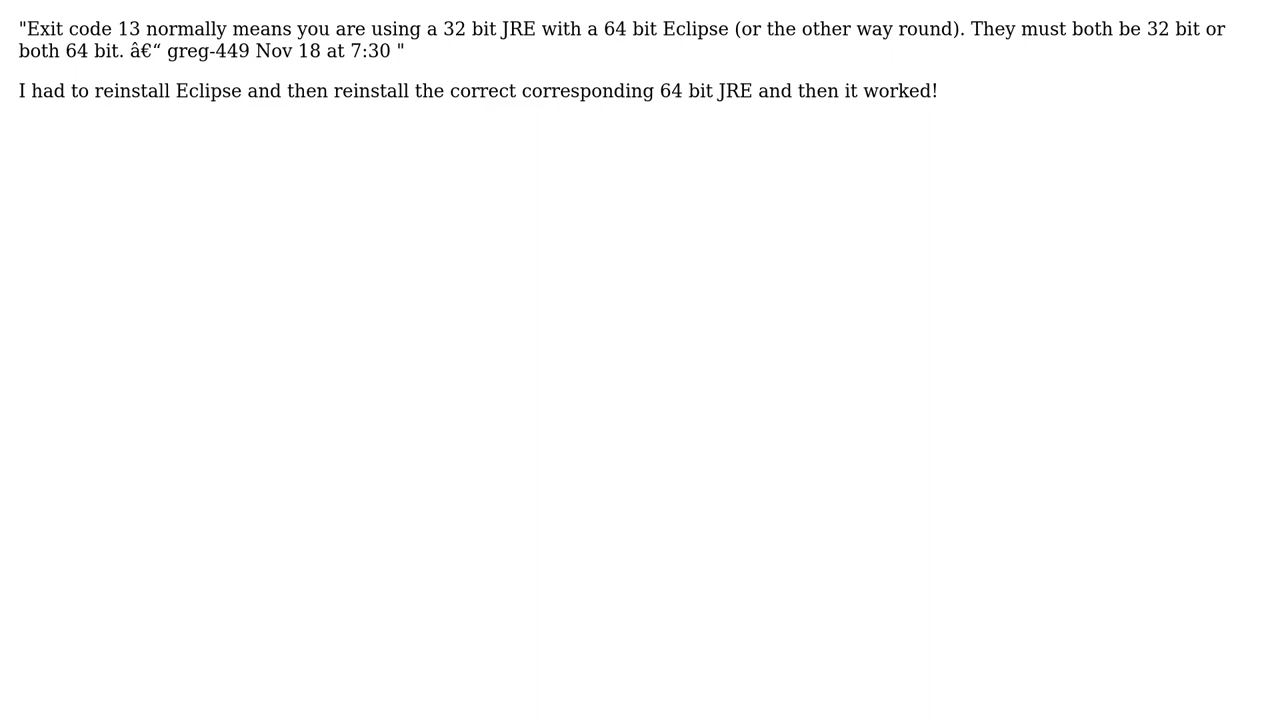 "Exit code 13 normally means you are using a 32 bit JRE with a 64 bit Eclipse (or the other way round). They must both be 32 bit or
both 64 bit. â€“ greg-449 Nov 18 at 7:30 "
I had to reinstall Eclipse and then reinstall the correct corresponding 64 bit JRE and then it worked!